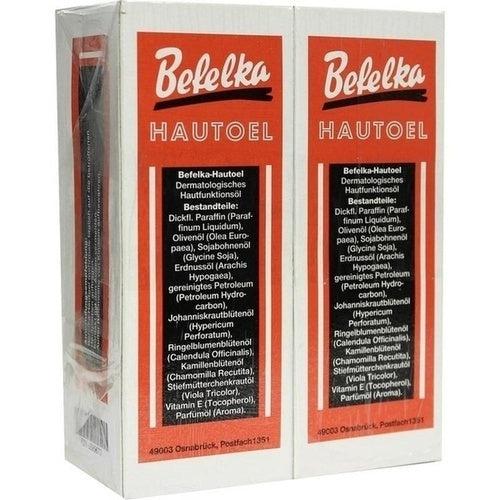 Befelka
HAUTOEL
Befelka-Hautoel
Dermatologisches
Hautfunktionsöl
Bestandteile:
Dickfl. Paraffin (Paraf-
finum Liquidum),
Olivenöl (Olea Euro-
paea), Sojabohnenöl
(Glycine Soja),
Erdnussöl (Arachis
Hypogaea),
gereinigtes Petroleum
(Petroleum Hydro-
carbon),
Johanniskrautblütenöl
(Hypericum
Perforatum),
Ringelblumenblütenöl
(Calendula Officinalis),
Kamillenblütenöl
(Chamomilla Recutita),
Stiefmütterchenkrautöl
(Viola Tricolor),
Vitamin E (Tocopherol),
Parfümöl (Aroma).
49003 Osnabrück, Postfach1351
Befelka
HAUTOEL
Befelka-Hautoel
Dermatologisches
Hautfunktionsöl
Bestandteile:
Dickfl. Paraffin (Paraf-
finum Liquidum),
Olivenöl (Olea Euro-
paea), Sojabohnenöl
(Glycine Soja),
Erdnussöl (Arachis
Hypogaea),
gereinigtes Petroleum
(Petroleum Hydro-
carbon),
Johanniskrautblütenöl
(Hypericum
Perforatum),
Ringelblumenblütenöl
(Calendula Officinalis),
Kamillenblütenöl
(Chamomilla Recutita),
Stiefmütterchenkrautöl
(Viola Tricolor),
Vitamin E (Tocopherol),
Parfümöl (Aroma).
49003 Osnabrück, Postfach1351